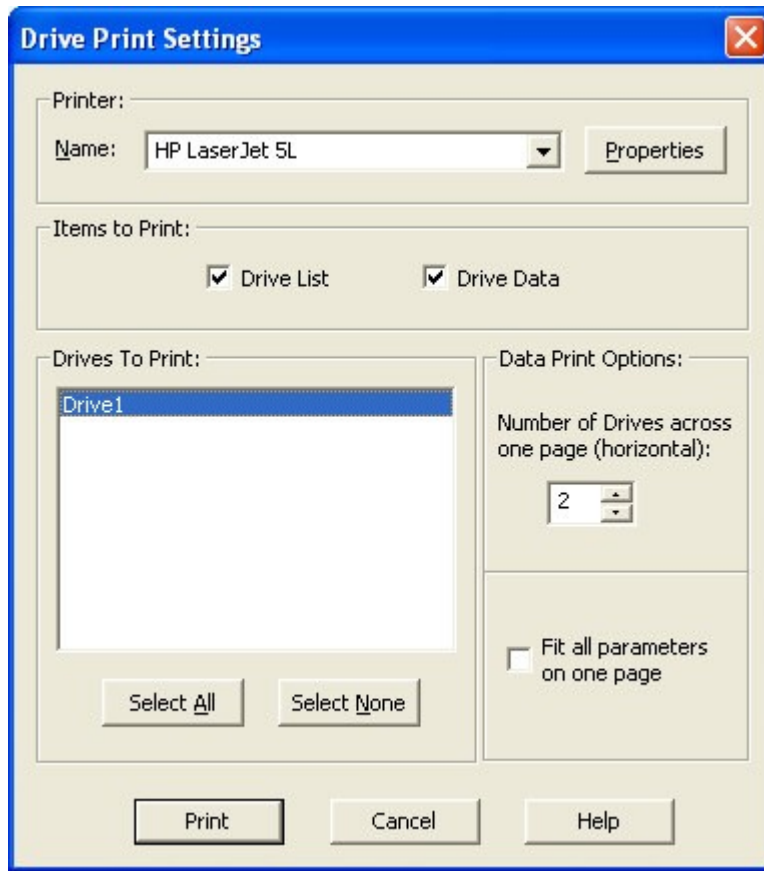 Drive Print Settings
Printer:
Name: HP LaserJet 5L Properties
Items to Print:
Drive List Drive Data
Drives To Print:
Drive1
Select All Select None
Data Print Options:
Number of Drives across
one page (horizontal):
2
Fit all parameters
on one page
Print Cancel Help